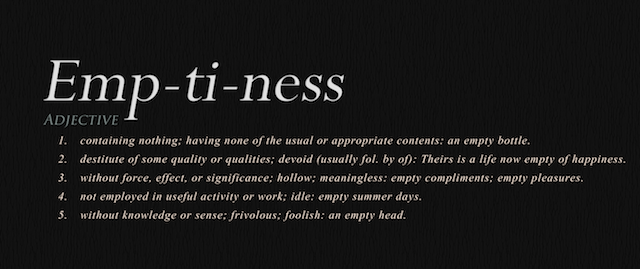 Emp-ti-ness
ADJECTIVE
1. containing nothing; having none of the usual or appropriate contents: an empty bottle.
2. destitute of some quality or qualities; devoid (usually fol. by of): Theirs is a life now empty of happiness.
3. without force, effect, or significance; hollow; meaningless: empty compliments; empty pleasures.
4. not employed in useful activity or work; idle: empty summer days.
5. without knowledge or sense; frivolous; foolish: an empty head.